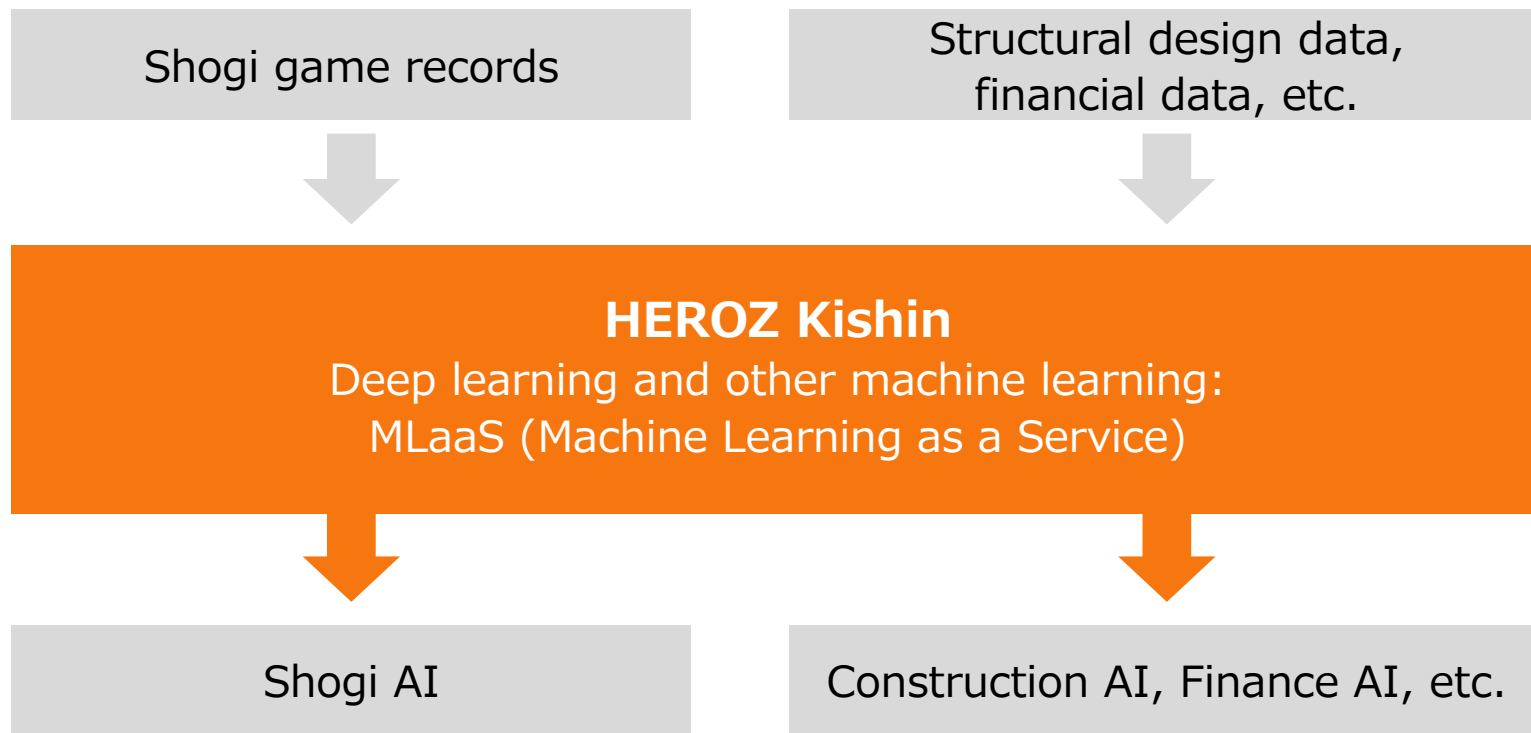 Shogi game records
Structural design data,
financial data, etc.
HEROZ Kishin
Deep learning and other machine learning:
MLaaS (Machine Learning as a Service)
Shogi AI
Construction AI, Finance AI, etc.